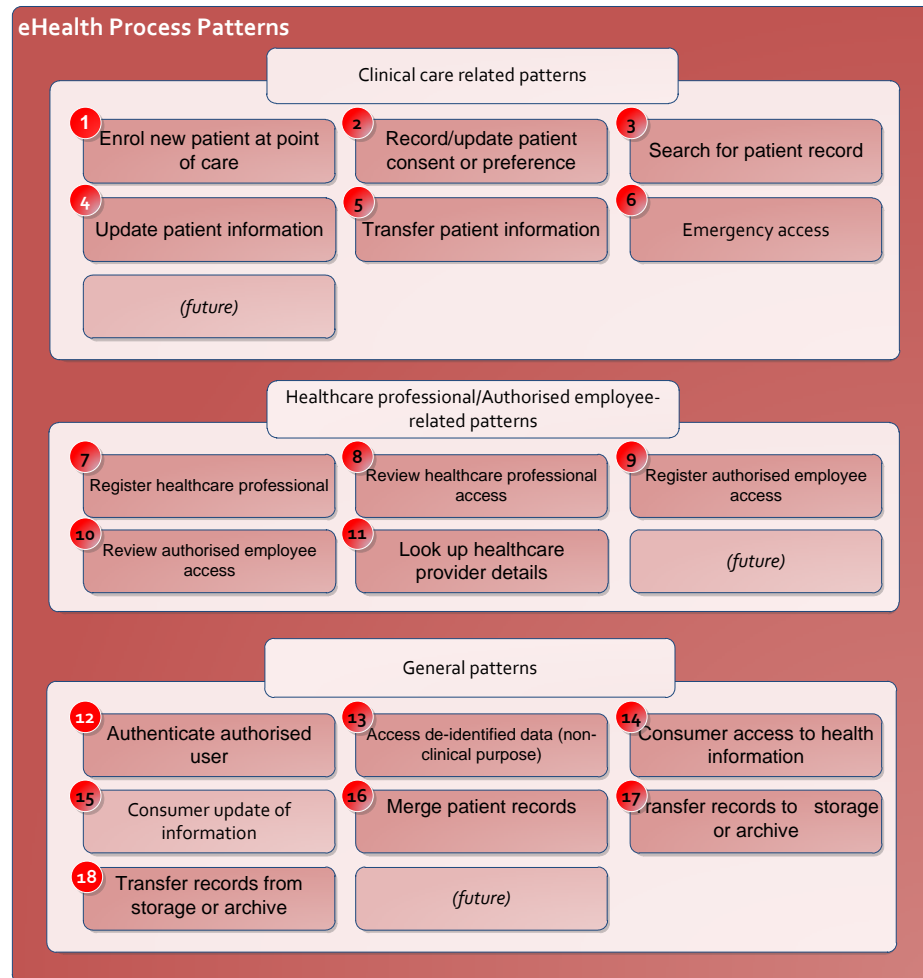 eHealth Process Patterns
Clinical care related patterns
1
Enrol new patient at point
of care
2
Record/update patient
consent or preference
3
Search for patient record
4
Update patient information
5
Transfer patient information
6
Emergency access
(future)
Healthcare professional/Authorised employee-
related patterns
7
Register healthcare professional
8
Review healthcare professional
access
9
Register authorised employee
access
10
Review authorised employee
access
11
Look up healthcare
provider details
(future)
General patterns
12
Authenticate authorised
user
13
Access de-identified data (non-
clinical purpose)
14
Consumer access to health
information
15
Consumer update of
information
16
Merge patient records
17
Transfer records to storage
or archive
18
Transfer records from
storage or archive
(future)